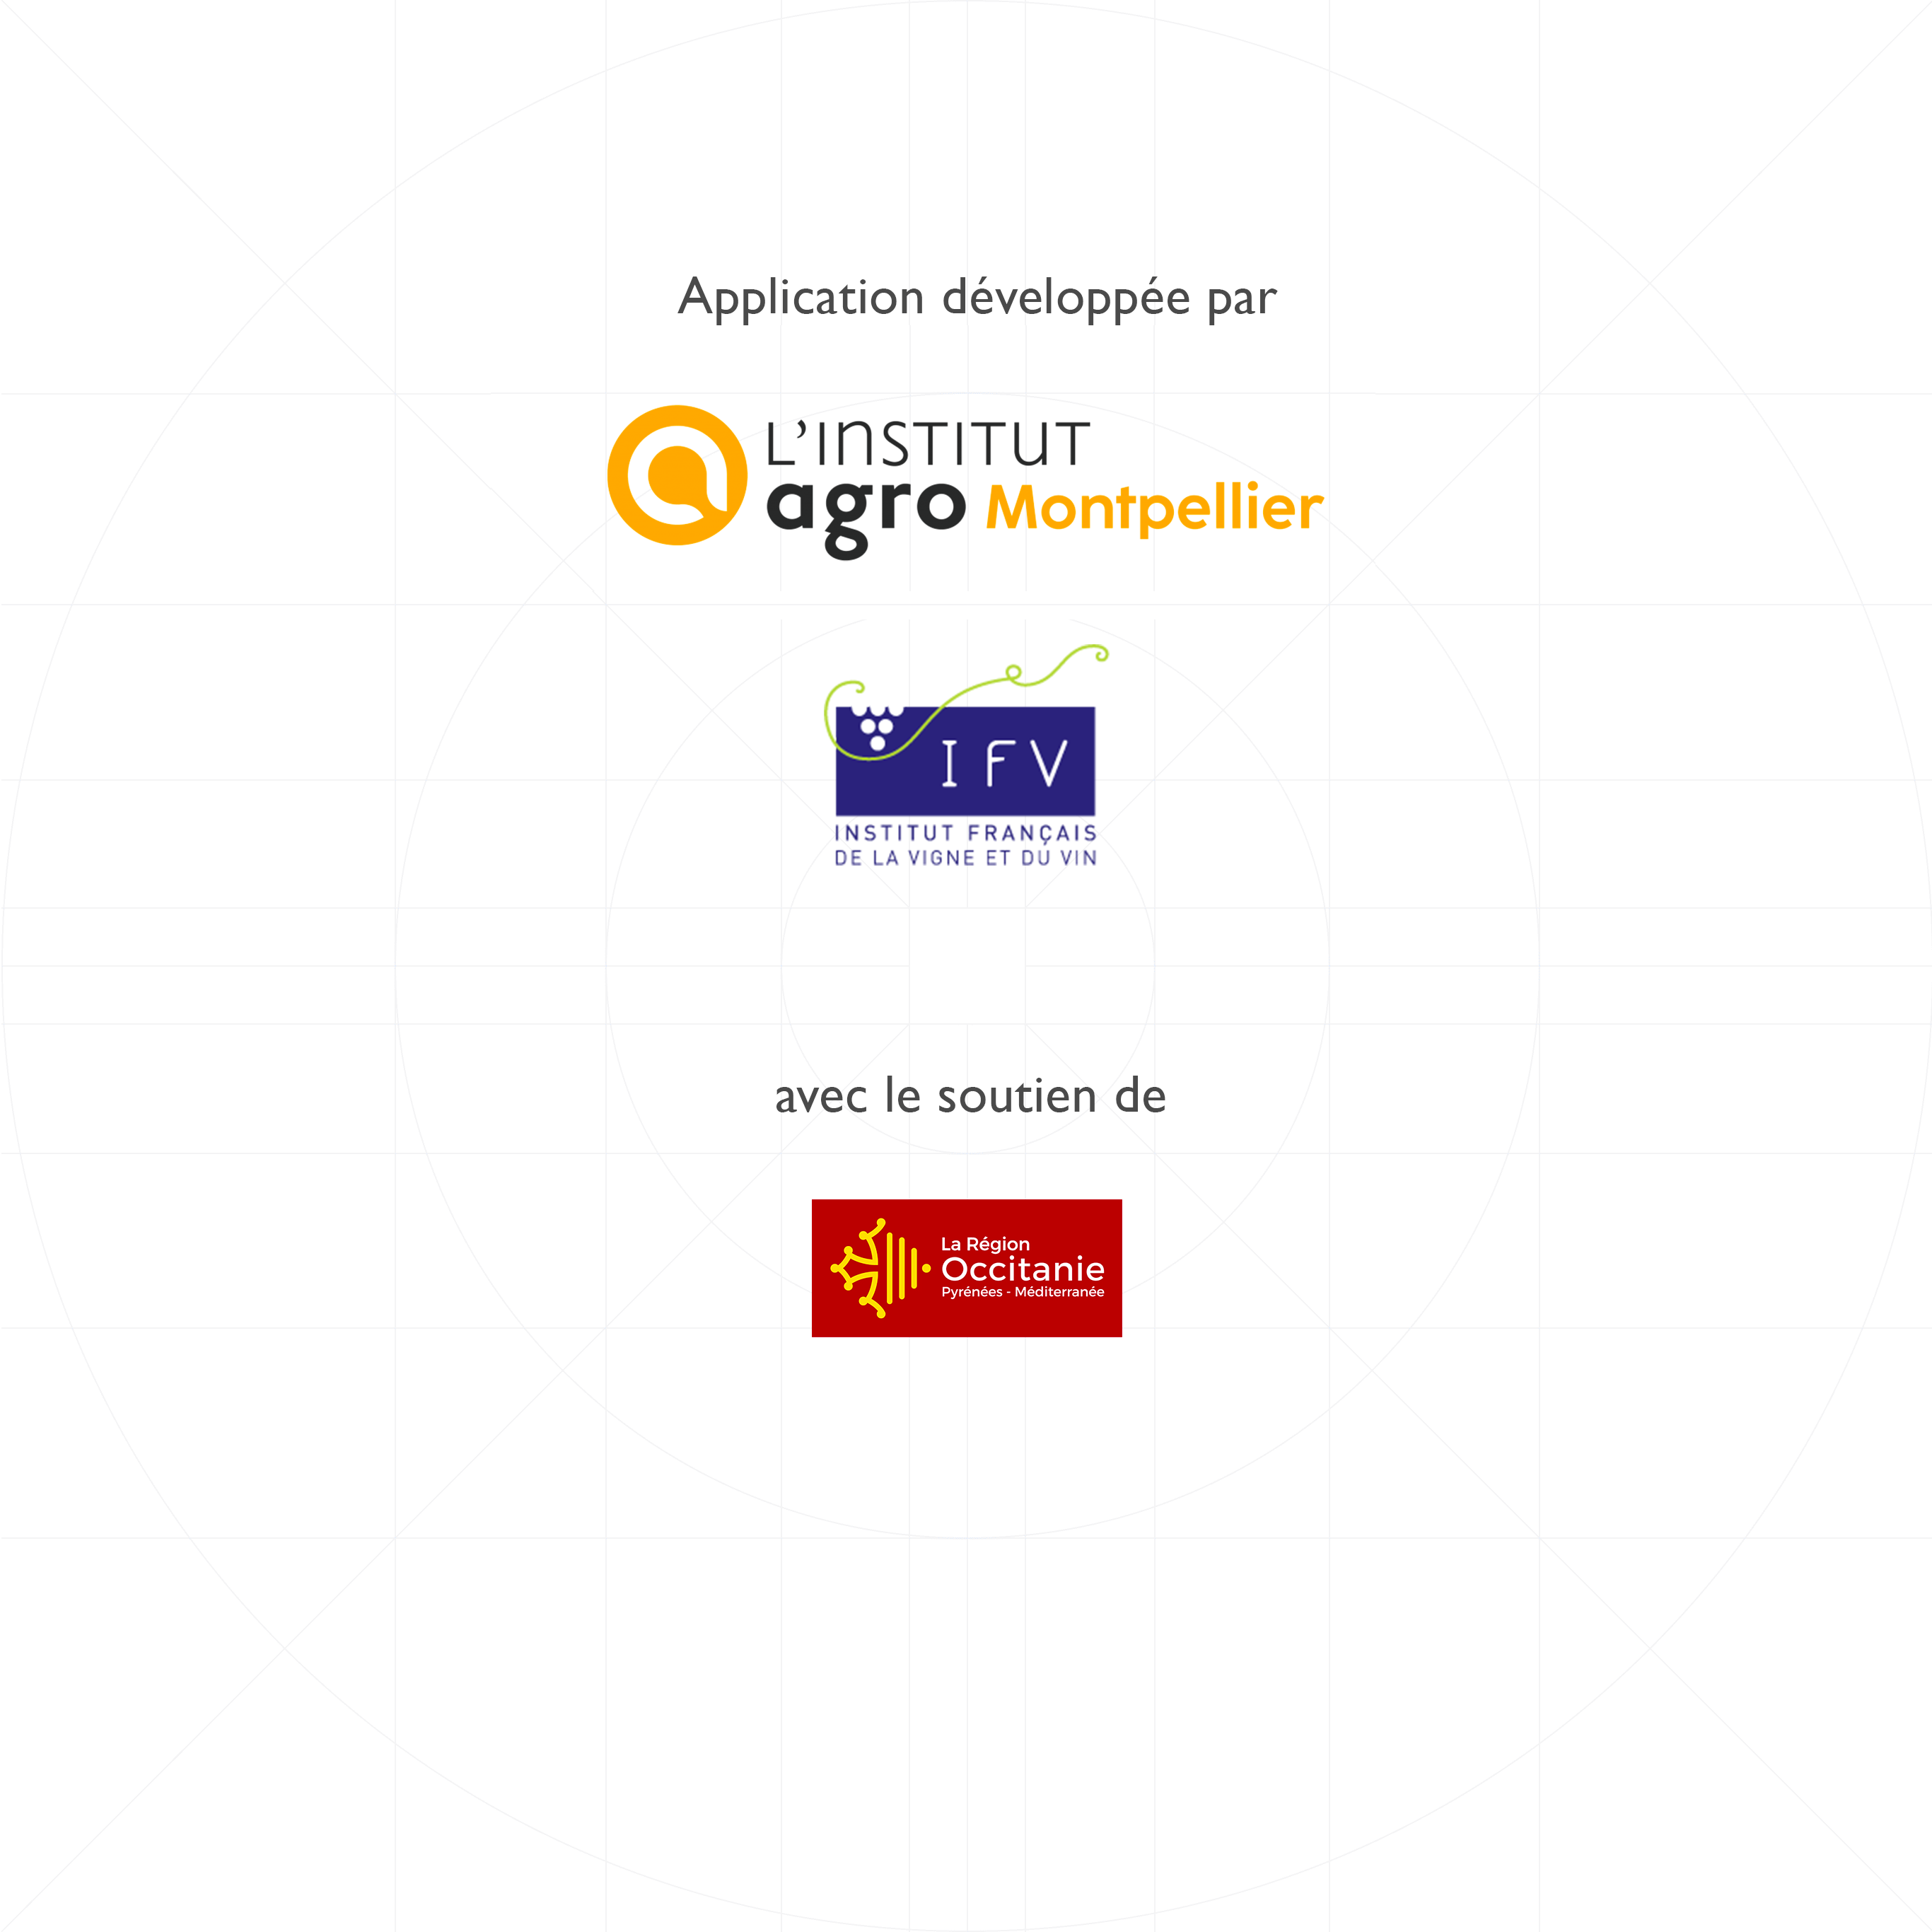 Application développée par
L'INSTITUT
agro Montpellier
IFV
INSTITUT FRANÇAIS
DE LA VIGNE ET DU VIN
avec le soutien de
La Région
Occitanie
Pyrénées - Méditerranée